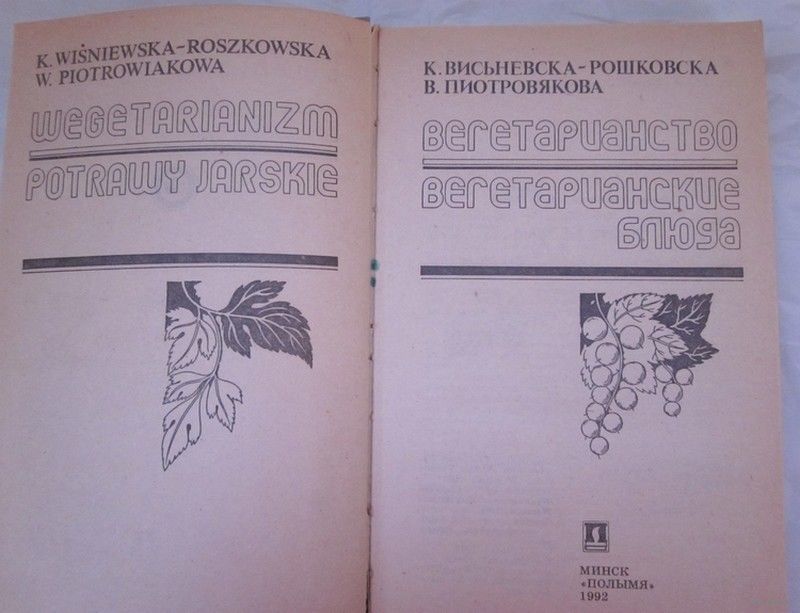 K. WIŚNIEWSKA-ROSZKOWSKA
W. PIOTROWIAKOWA
WEGETARIANIZM
POTRAWY JARSKIE
К. ВИСЬНЕВСКА-РОШКОВСКА
В. ПИОТРОВЯКОВА
ВЕГЕТАРИАНСТВО
ВЕГЕТАРИАНСКИЕ
БЛЮДА
МИНСК
«ПОЛЫМЯ»
1992